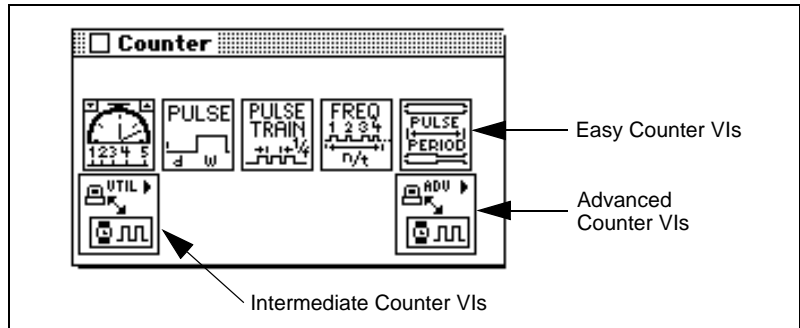 Counter
1 2 3 4 5
PULSE
d w
PULSE
TRAIN
1/4
FREQ
1 2 3 4
n/t
PULSE
PERIOD
Easy Counter VIs
UTIL
ADV
Advanced
Counter VIs
Intermediate Counter VIs